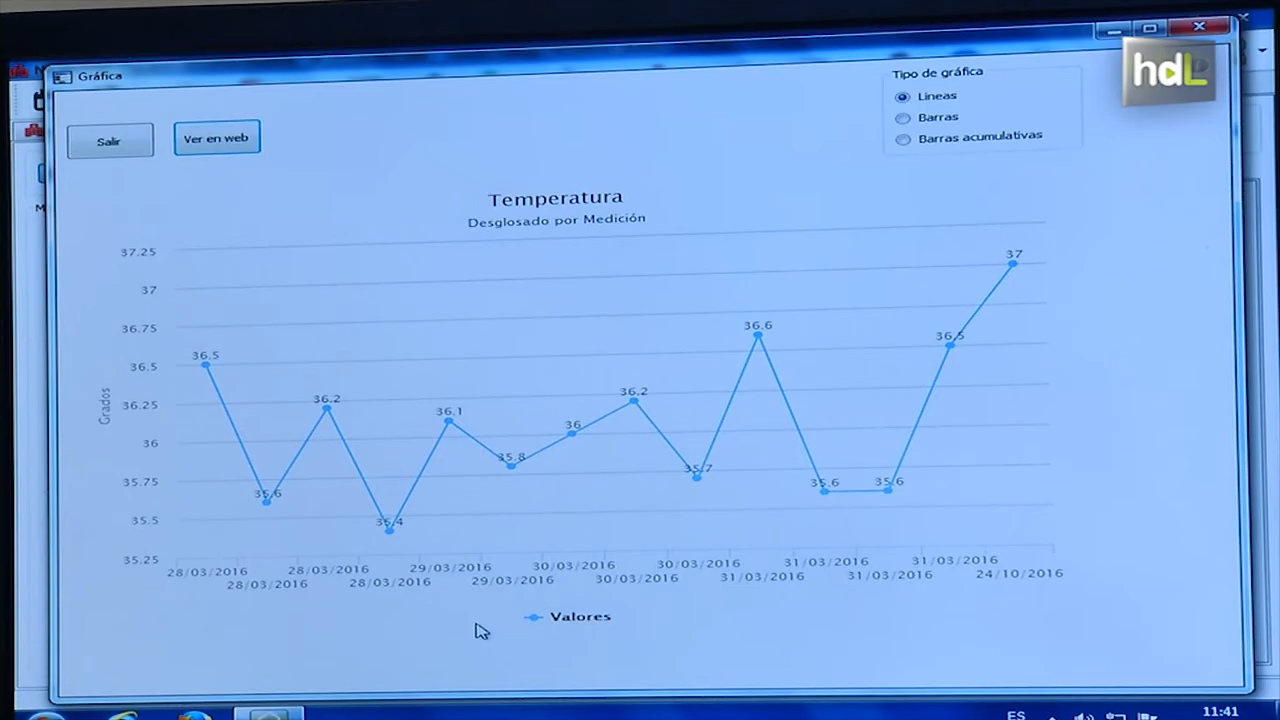 Gráfica
hdL
Tipo de gráfica
Lineas
Barras
Barras acumulativas
Salir
Ver en web
Temperatura
Desglosado por Medición
Grados
37.25
37
36.75
36.5
36.25
36
35.75
35.5
35.25
36.5
35.6
36.2
35.4
36.1
35.8
36
36.2
35.7
36.6
35.6
35.6
36.5
37
28/03/2016
28/03/2016
28/03/2016
28/03/2016
29/03/2016
29/03/2016
30/03/2016
30/03/2016
30/03/2016
31/03/2016
31/03/2016
31/03/2016
31/03/2016
24/10/2016
Valores
ES
11:41